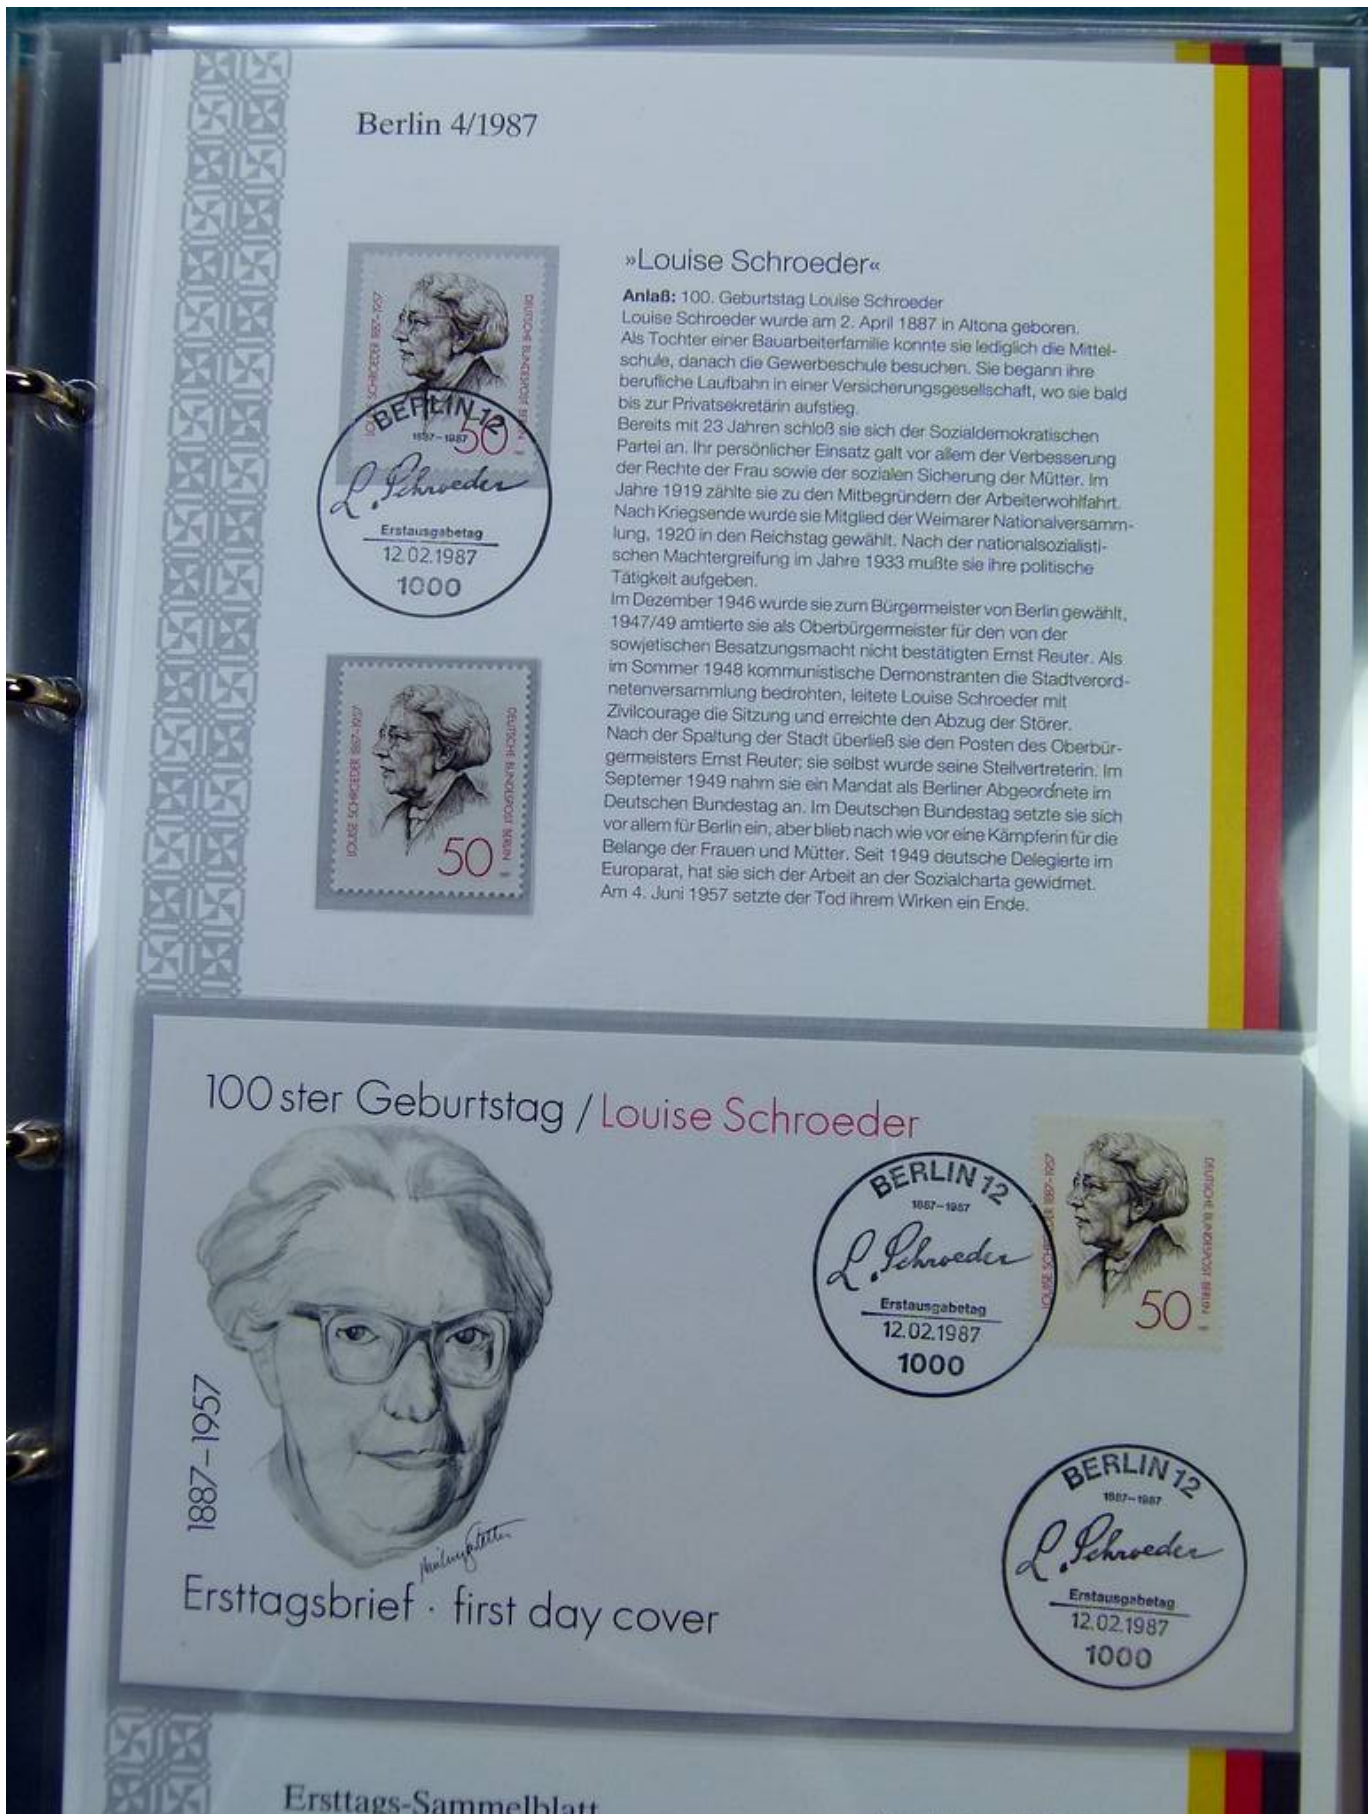 Berlin 4/1987
LOUISE SCHROEDER 1887-1957
DEUTSCHE BUNDESPOST BERLIN
50
BERLIN 12
1887-1987
L. Schroeder
Erstausgabetag
12.02.1987
1000
LOUISE SCHROEDER 1887-1957
DEUTSCHE BUNDESPOST BERLIN
50
»Louise Schroeder«
Anlaß: 100. Geburtstag Louise Schroeder
Louise Schroeder wurde am 2. April 1887 in Altona geboren.
Als Tochter einer Bauarbeiterfamilie konnte sie lediglich die Mittel-
schule, danach die Gewerbeschule besuchen. Sie begann ihre
berufliche Laufbahn in einer Versicherungsgesellschaft, wo sie bald
bis zur Privatsekretärin aufstieg.
Bereits mit 23 Jahren schloß sie sich der Sozialdemokratischen
Partei an. Ihr persönlicher Einsatz galt vor allem der Verbesserung
der Rechte der Frau sowie der sozialen Sicherung der Mütter. Im
Jahre 1919 zählte sie zu den Mitbegründern der Arbeiterwohlfahrt.
Nach Kriegsende wurde sie Mitglied der Weimarer Nationalversamm-
lung, 1920 in den Reichstag gewählt. Nach der nationalsozialisti-
schen Machtergreifung im Jahre 1933 mußte sie ihre politische
Tätigkeit aufgeben.
Im Dezember 1946 wurde sie zum Bürgermeister von Berlin gewählt,
1947/49 amtierte sie als Oberbürgermeister für den von der
sowjetischen Besatzungsmacht nicht bestätigten Ernst Reuter. Als
im Sommer 1948 kommunistische Demonstranten die Stadtverord-
netenversammlung bedrohten, leitete Louise Schroeder mit
Zivilcourage die Sitzung und erreichte den Abzug der Störer.
Nach der Spaltung der Stadt überließ sie den Posten des Oberbür-
germeisters Ernst Reuter; sie selbst wurde seine Stellvertreterin. Im
Septemer 1949 nahm sie ein Mandat als Berliner Abgeordnete im
Deutschen Bundestag an. Im Deutschen Bundestag setzte sie sich
vor allem für Berlin ein, aber blieb nach wie vor eine Kämpferin für die
Belange der Frauen und Mütter. Seit 1949 deutsche Delegierte im
Europarat, hat sie sich der Arbeit an der Sozialcharta gewidmet.
Am 4. Juni 1957 setzte der Tod ihrem Wirken ein Ende.
100ster Geburtstag / Louise Schroeder
BERLIN 12
1887-1987
L. Schroeder
Erstausgabetag
12.02.1987
1000
LOUISE SCHROEDER 1887-1957
DEUTSCHE BUNDESPOST BERLIN
50
1887-1957
BERLIN 12
1887-1987
L. Schroeder
Erstausgabetag
12.02.1987
1000
Ersttagsbrief · first day cover
Ersttags-Sammelblatt